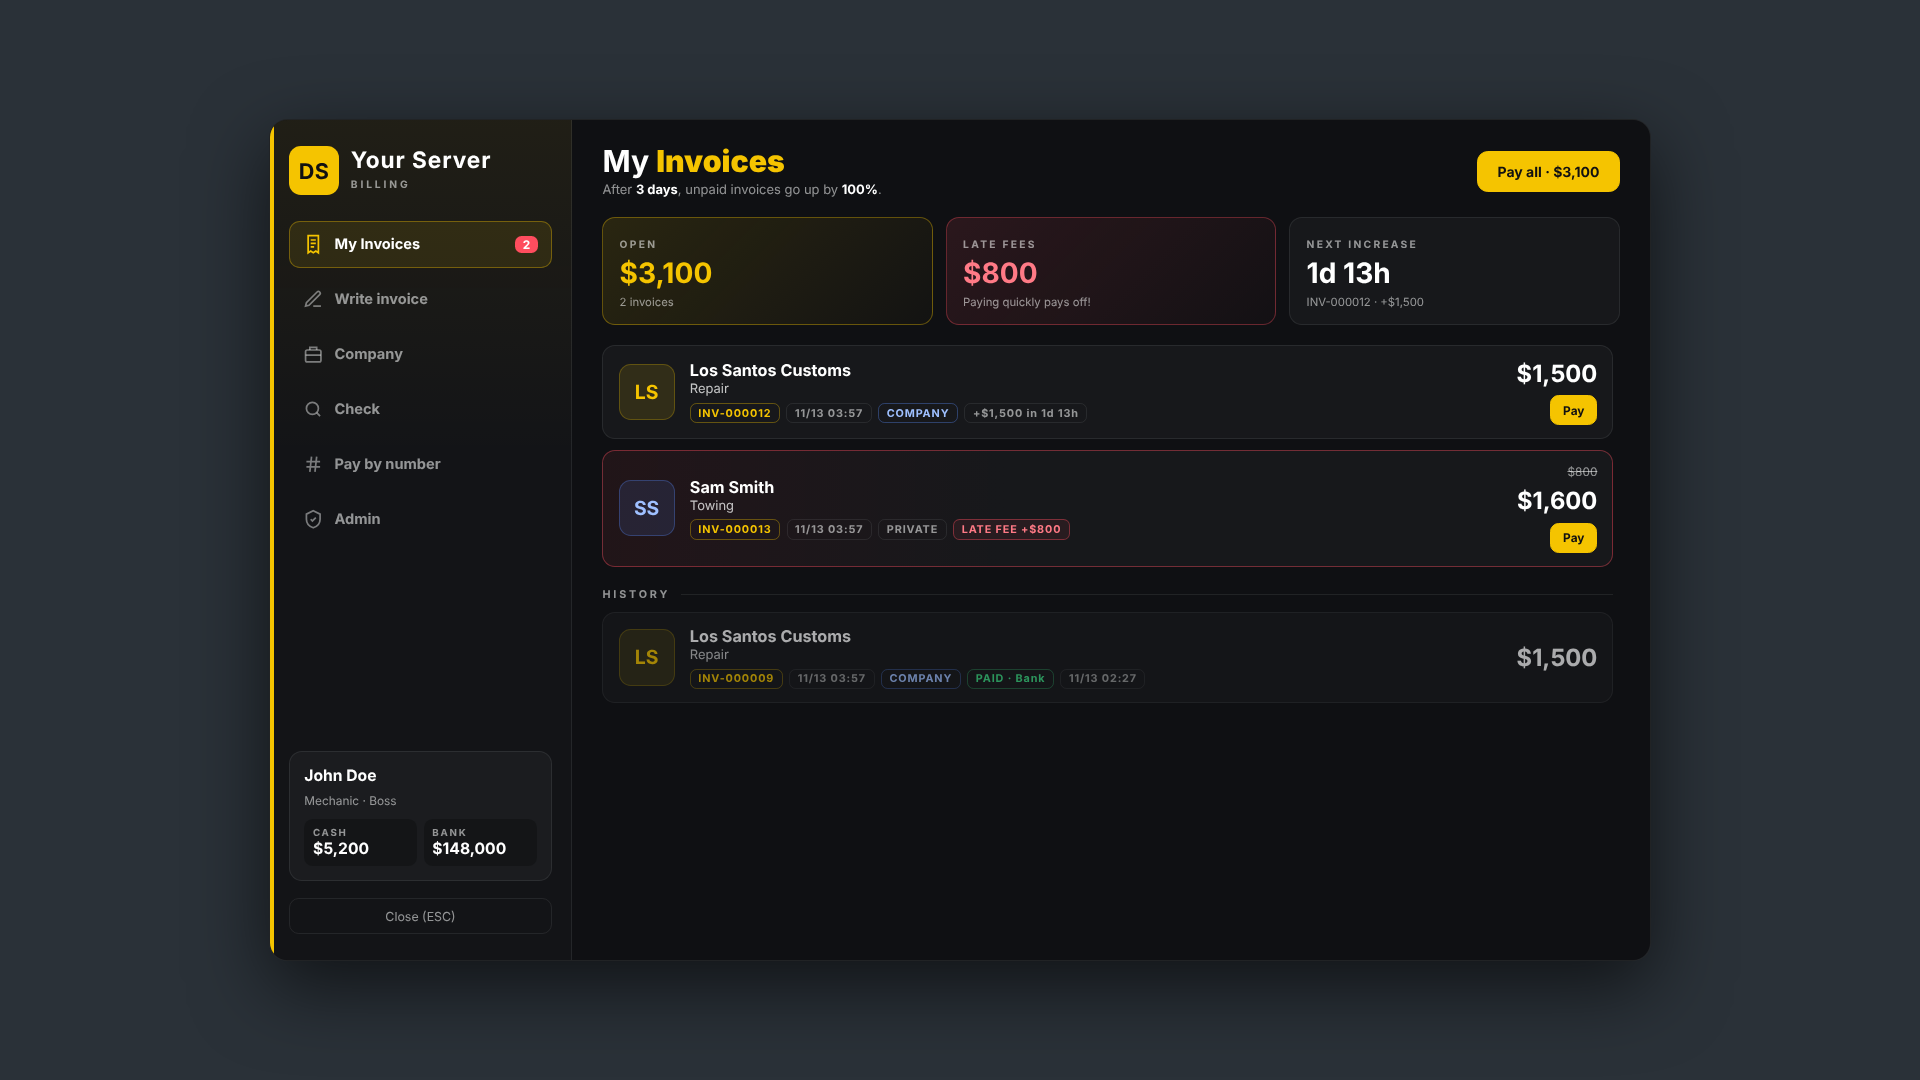 DS
Your Server
BILLING
My Invoices
2
Write invoice
Company
Check
Pay by number
Admin
John Doe
Mechanic · Boss
CASH
$5,200
BANK
$148,000
Close (ESC)
My Invoices
After 3 days, unpaid invoices go up by 100%.
Pay all · $3,100
OPEN
$3,100
2 invoices
LATE FEES
$800
Paying quickly pays off!
NEXT INCREASE
1d 13h
INV-000012 · +$1,500
LS
Los Santos Customs
Repair
INV-000012
11/13 03:57
COMPANY
+$1,500 in 1d 13h
$1,500
Pay
SS
Sam Smith
Towing
INV-000013
11/13 03:57
PRIVATE
LATE FEE +$800
$800
$1,600
Pay
HISTORY
LS
Los Santos Customs
Repair
INV-000009
11/13 03:57
COMPANY
PAID · Bank
11/13 02:27
$1,500